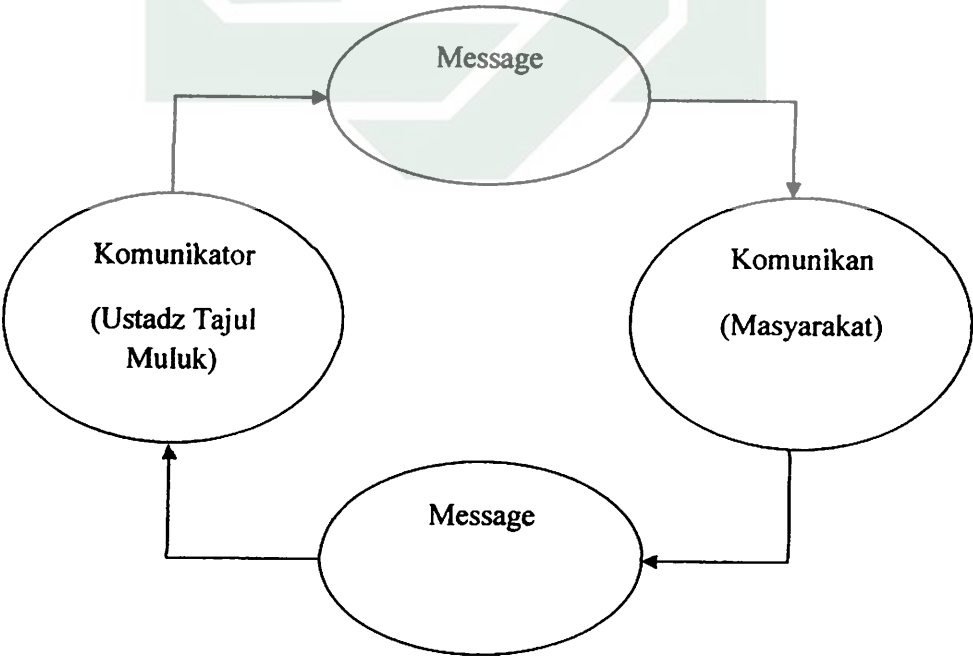 Message
Komunikator
(Ustadz Tajul
Muluk)
Komunikan
(Masyarakat)
Message